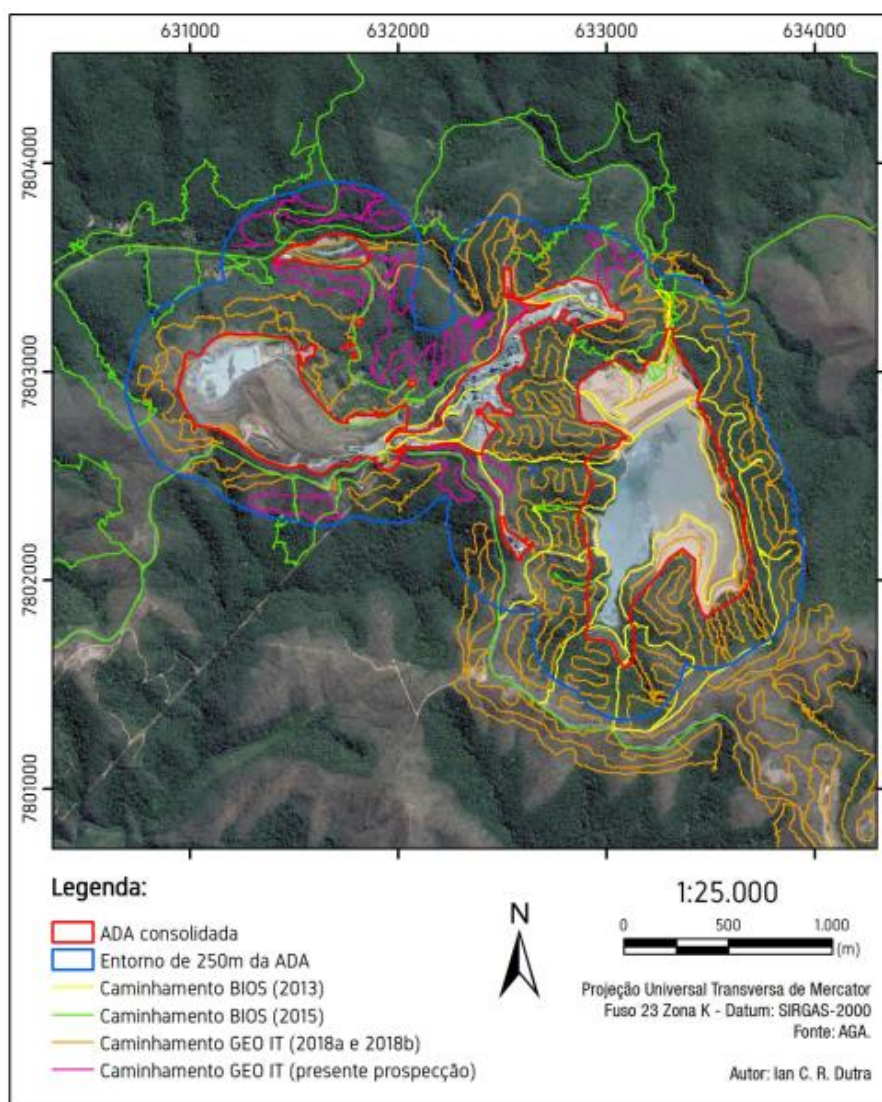 631000 632000 633000 634000
7804000
7803000
7802000
7801000
Legenda:
ADA consolidada
Entorno de 250m da ADA
Caminhamento BIOS (2013)
Caminhamento BIOS (2015)
Caminhamento GEO IT (2018a e 2018b)
Caminhamento GEO IT (presente prospecção)
N
1:25.000
0 500 1.000
(m)
Projeção Universal Transversa de Mercator
Fuso 23 Zona K - Datum: SIRGAS-2000
Fonte: AGA.
Autor: Ian C. R. Dutra